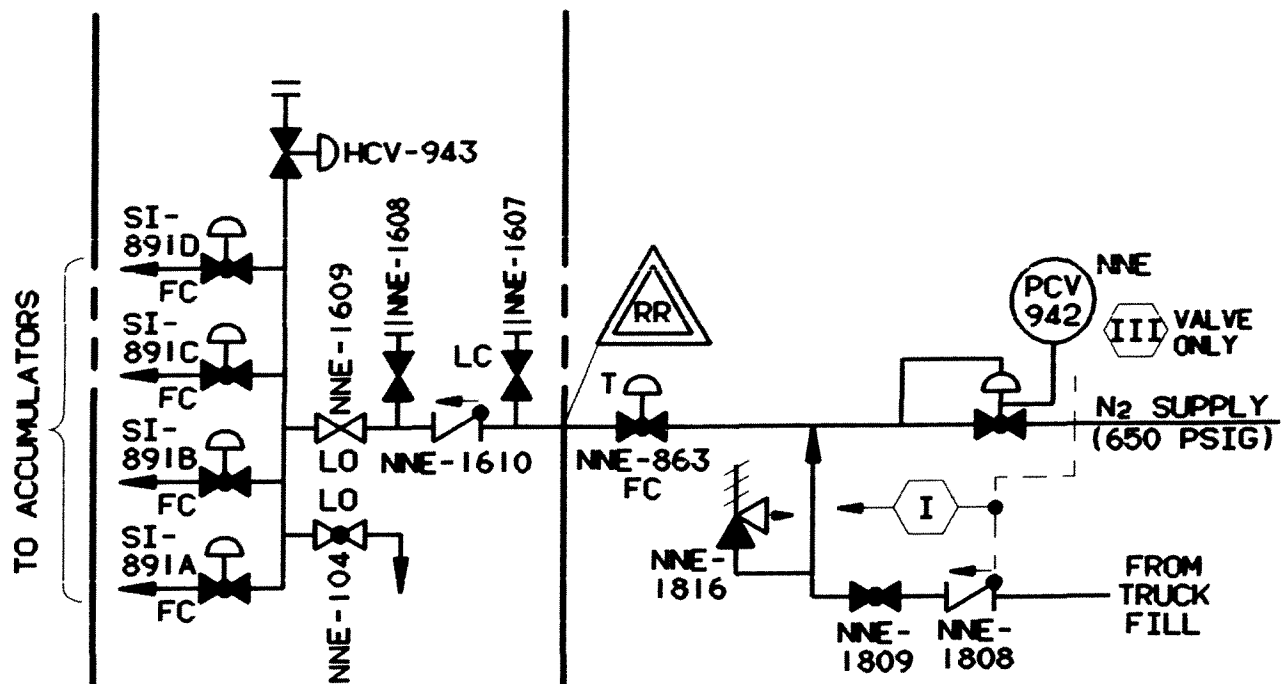 HCV-943
SI-
891D
FC
SI-
891C
FC
SI-
891B
FC
SI-
891A
FC
TO ACCUMULATORS
NNE-1609
LO
LO
NNE-104
NNE-1608
NNE-1607
LC
NNE-1610
RR
T
NNE-863
FC
PCV
942
NNE
III
VALVE
ONLY
N2 SUPPLY
(650 PSIG)
I
NNE-
1816
NNE-
1809
NNE-
1808
FROM
TRUCK
FILL